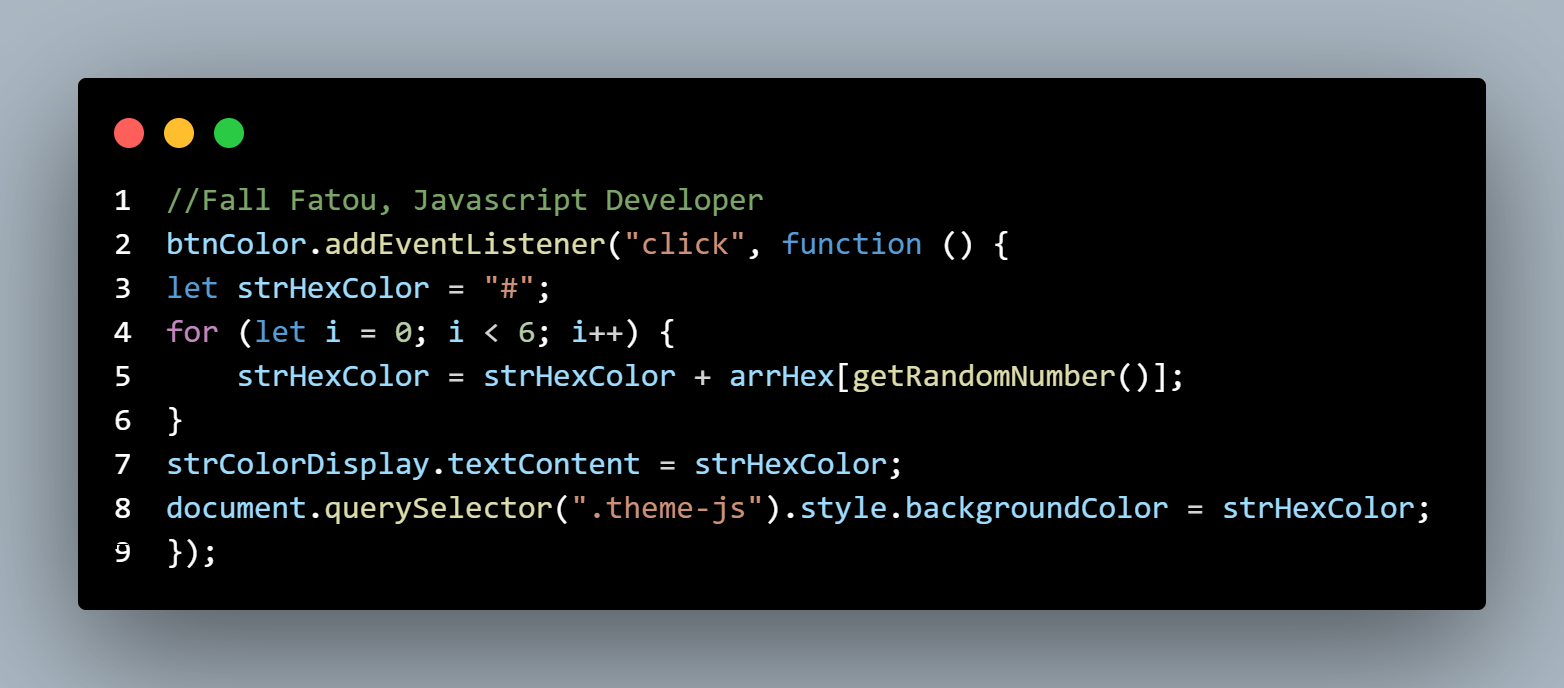 1 //Fall Fatou, Javascript Developer
2 btnColor.addEventListener("click", function () {
3 let strHexColor = "#";
4 for (let i = 0; i < 6; i++) {
5     strHexColor = strHexColor + arrHex[getRandomNumber()];
6 }
7 strColorDisplay.textContent = strHexColor;
8 document.querySelector(".theme-js").style.backgroundColor = strHexColor;
9 });